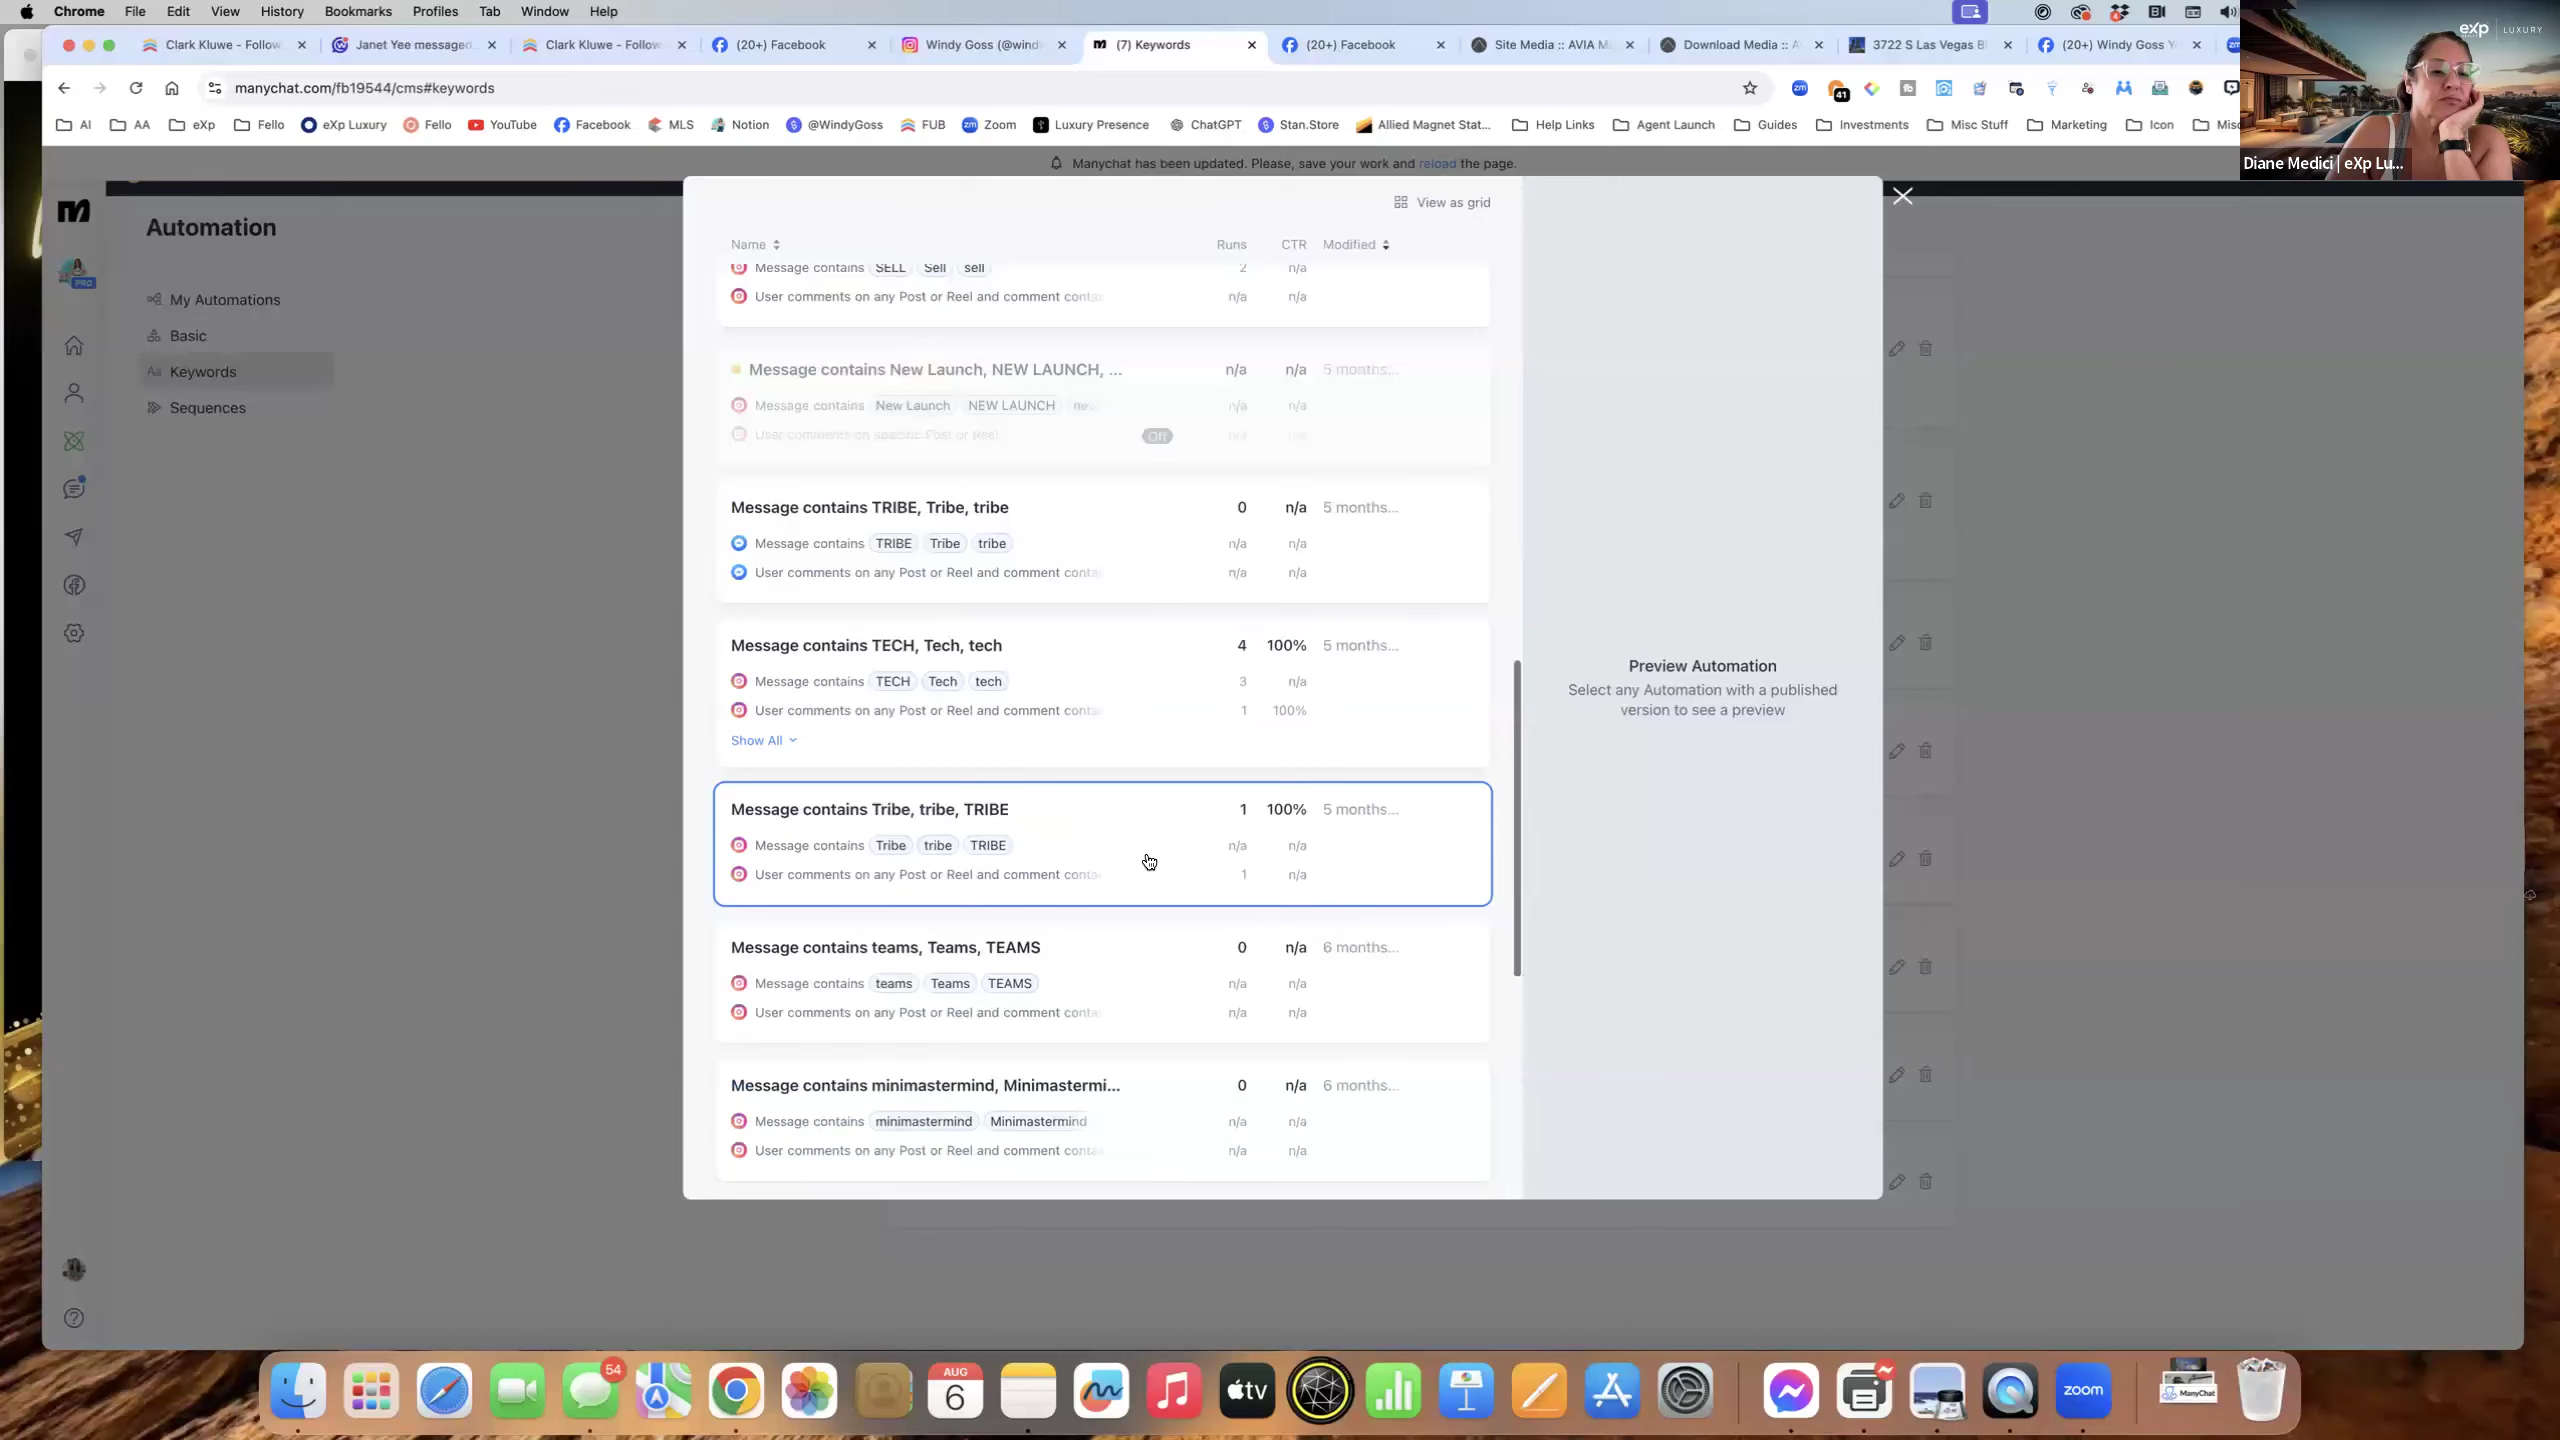 Chrome File Edit View History Bookmarks Profiles Tab Window Help
Clark Kluwe - Follow
Janet Yee messaged
Clark Kluwe - Follow
(20+) Facebook
Windy Goss (@wind
(7) Keywords
(20+) Facebook
Site Media :: AVIA M
Download Media :: A
3722 S Las Vegas B
(20+) Windy Goss Y
manychat.com/fb19544/cms#keywords
41
AI AA eXp Fello eXp Luxury Fello YouTube Facebook MLS Notion @WindyGoss FUB Zoom Luxury Presence ChatGPT Stan.Store Allied Magnet Stat... Help Links Agent Launch Guides Investments Misc Stuff Marketing Icon Misc
eXp LUXURY
Diane Medici | eXp Lu...
Manychat has been updated. Please, save your work and reload the page.
Automation
PRO
My Automations
Basic
Aa Keywords
Sequences
View as grid
Name Runs CTR Modified
Message contains SELL Sell sell 2 n/a
User comments on any Post or Reel and comment conta n/a n/a
Message contains New Launch, NEW LAUNCH, ... n/a n/a 5 months...
Message contains New Launch NEW LAUNCH new n/a n/a
User comments on specific Post or Reel Off n/a n/a
Message contains TRIBE, Tribe, tribe 0 n/a 5 months...
Message contains TRIBE Tribe tribe n/a n/a
User comments on any Post or Reel and comment conta n/a n/a
Message contains TECH, Tech, tech 4 100% 5 months...
Message contains TECH Tech tech 3 n/a
User comments on any Post or Reel and comment conta 1 100%
Show All
Message contains Tribe, tribe, TRIBE 1 100% 5 months...
Message contains Tribe tribe TRIBE n/a n/a
User comments on any Post or Reel and comment conta 1 n/a
Message contains teams, Teams, TEAMS 0 n/a 6 months...
Message contains teams Teams TEAMS n/a n/a
User comments on any Post or Reel and comment conta n/a n/a
Message contains minimastermind, Minimastermi... 0 n/a 6 months...
Message contains minimastermind Minimastermind n/a n/a
User comments on any Post or Reel and comment conta n/a n/a
Preview Automation
Select any Automation with a published
version to see a preview
54
AUG
6
tv
zoom
ManyChat